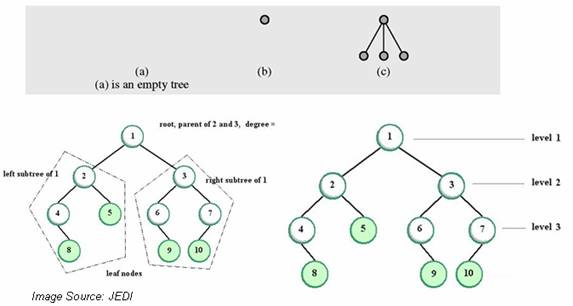 (a) (b) (c)
(a) is an empty tree
root, parent of 2 and 3, degree =
1
left subtree of 1
2
3
right subtree of 1
4
5
6
7
8
9
10
leaf nodes
1
level 1
2
3
level 2
4
5
6
7
level 3
8
9
10
Image Source: JEDI